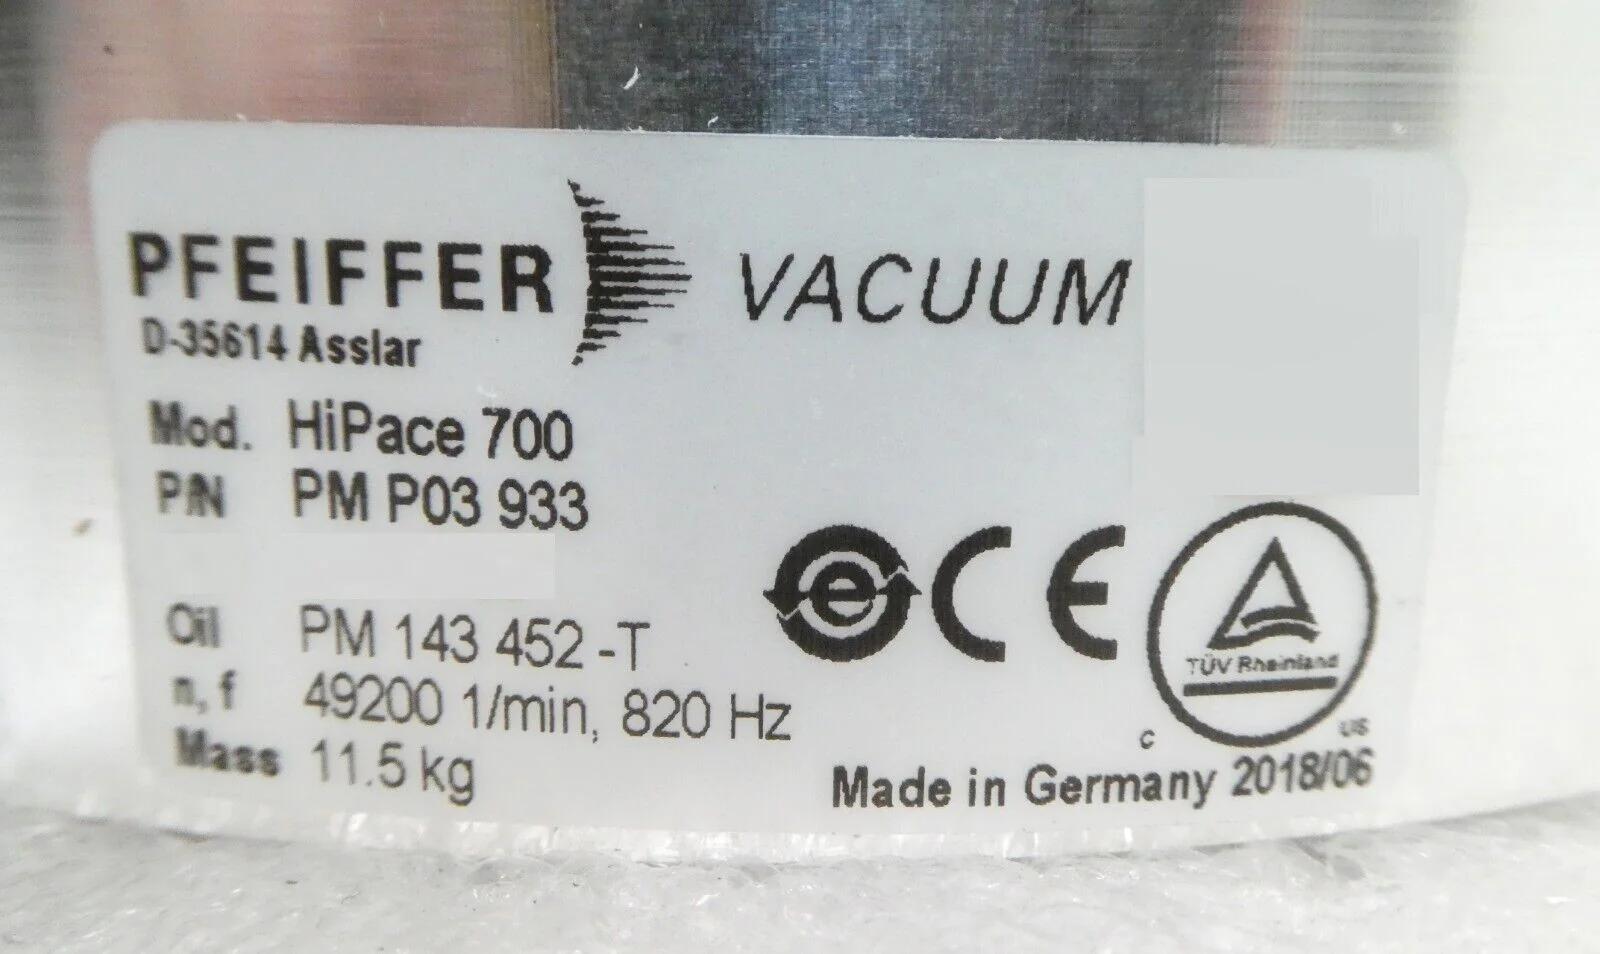 PFEIFFER VACUUM
D-35614 Asslar
Mod. HiPace 700
P/N PM P03 933
Oil PM 143 452 -T
n, f 49200 1/min, 820 Hz
Mass 11.5 kg
e CE
TÜV Rheinland
C US
Made in Germany 2018/06